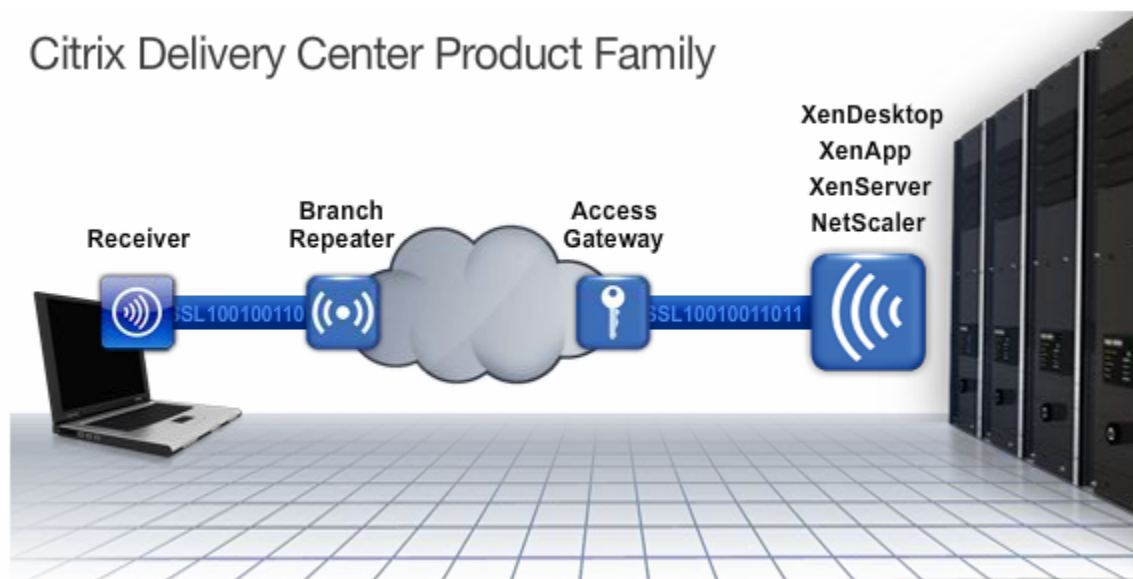 Citrix Delivery Center Product Family
XenDesktop
XenApp
XenServer
NetScaler
Branch
Repeater
Access
Gateway
Receiver
SSL100100110
SSL10010011011